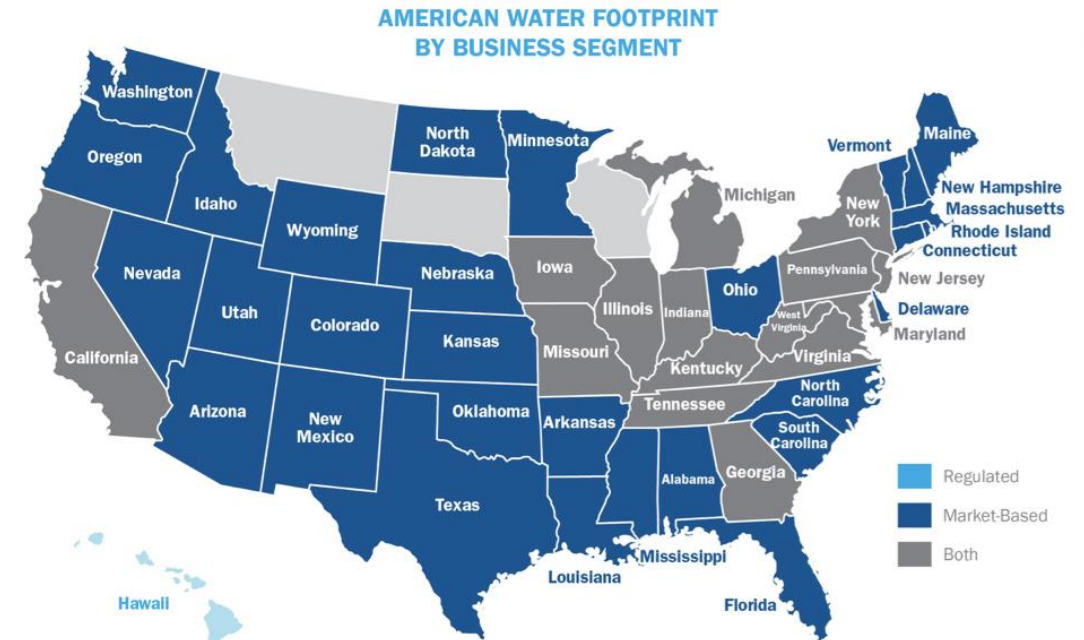 AMERICAN WATER FOOTPRINT
BY BUSINESS SEGMENT
Washington
Oregon
Idaho
North
Dakota
Minnesota
Wyoming
Nevada
Utah
Colorado
California
Arizona
New
Mexico
Nebraska
Kansas
Oklahoma
Texas
Iowa
Missouri
Arkansas
Louisiana
Illinois
Indiana
Michigan
Ohio
Kentucky
Tennessee
Mississippi
Alabama
Georgia
Florida
South
Carolina
North
Carolina
Virginia
West
Virginia
Pennsylvania
New
York
Vermont
Maine
New Hampshire
Massachusetts
Rhode Island
Connecticut
New Jersey
Delaware
Maryland
Hawaii
Regulated
Market-Based
Both